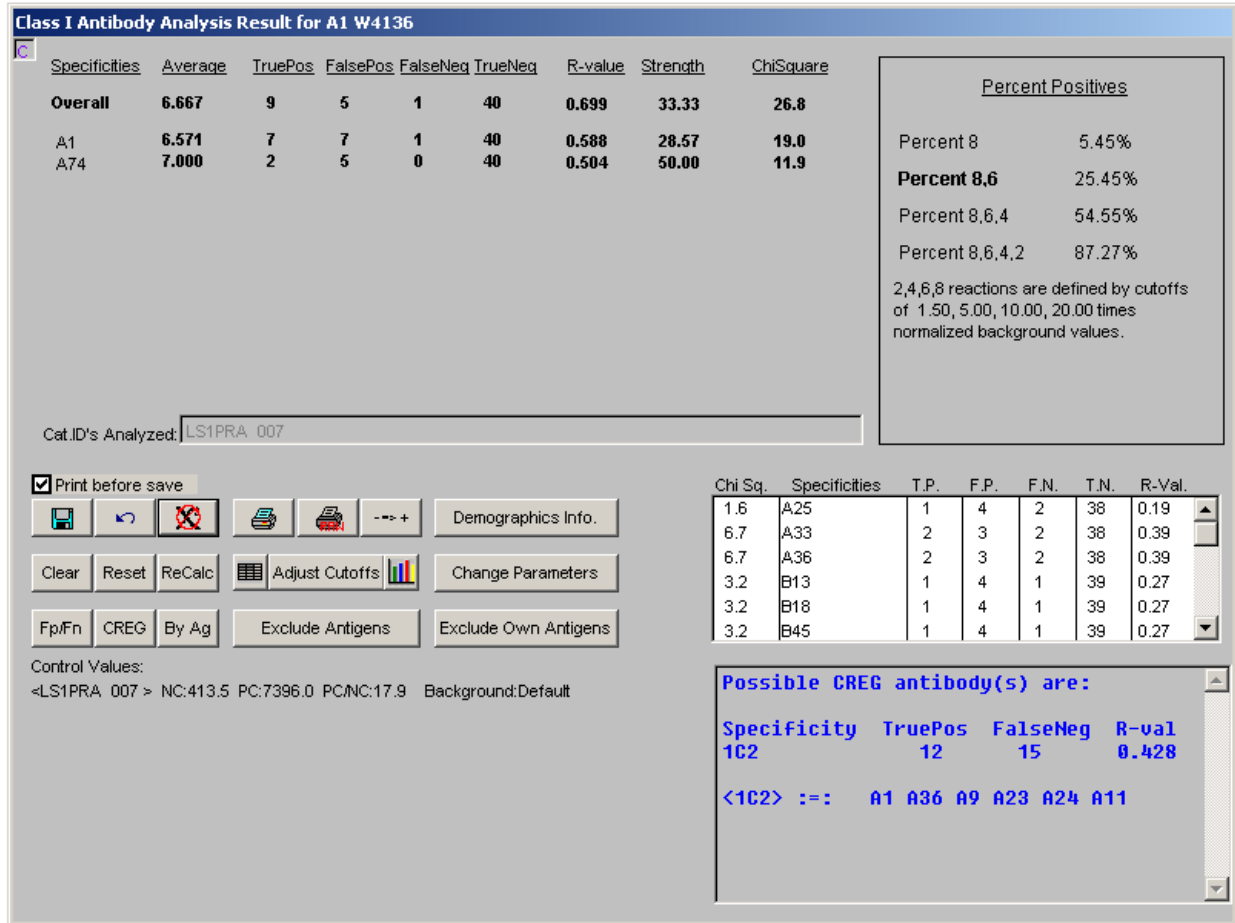 Class I Antibody Analysis Result for A1 W4136
C
Specificities Average TruePos FalsePos FalseNeg TrueNeg R-value Strength ChiSquare
Overall 6.667 9 5 1 40 0.699 33.33 26.8
A1 6.571 7 7 1 40 0.588 28.57 19.0
A74 7.000 2 5 0 40 0.504 50.00 11.9
Percent Positives
Percent 8 5.45%
Percent 8,6 25.45%
Percent 8,6,4 54.55%
Percent 8,6,4,2 87.27%
2,4,6,8 reactions are defined by cutoffs
of 1.50, 5.00, 10.00, 20.00 times
normalized background values.
Cat.ID's Analyzed: LS1PRA 007
Print before save
--=> + Demographics Info.
Clear Reset ReCalc Adjust Cutoffs Change Parameters
Fp/Fn CREG By Ag Exclude Antigens Exclude Own Antigens
Control Values:
<LS1PRA 007 > NC:413.5 PC:7396.0 PC/NC:17.9 Background:Default
Chi Sq. Specificities T.P. F.P. F.N. T.N. R-Val.
1.6 A25 1 4 2 38 0.19
6.7 A33 2 3 2 38 0.39
6.7 A36 2 3 2 38 0.39
3.2 B13 1 4 1 39 0.27
3.2 B18 1 4 1 39 0.27
3.2 B45 1 4 1 39 0.27
Possible CREG antibody(s) are:
Specificity TruePos FalseNeg R-val
1C2 12 15 0.428
<1C2> :=: A1 A36 A9 A23 A24 A11